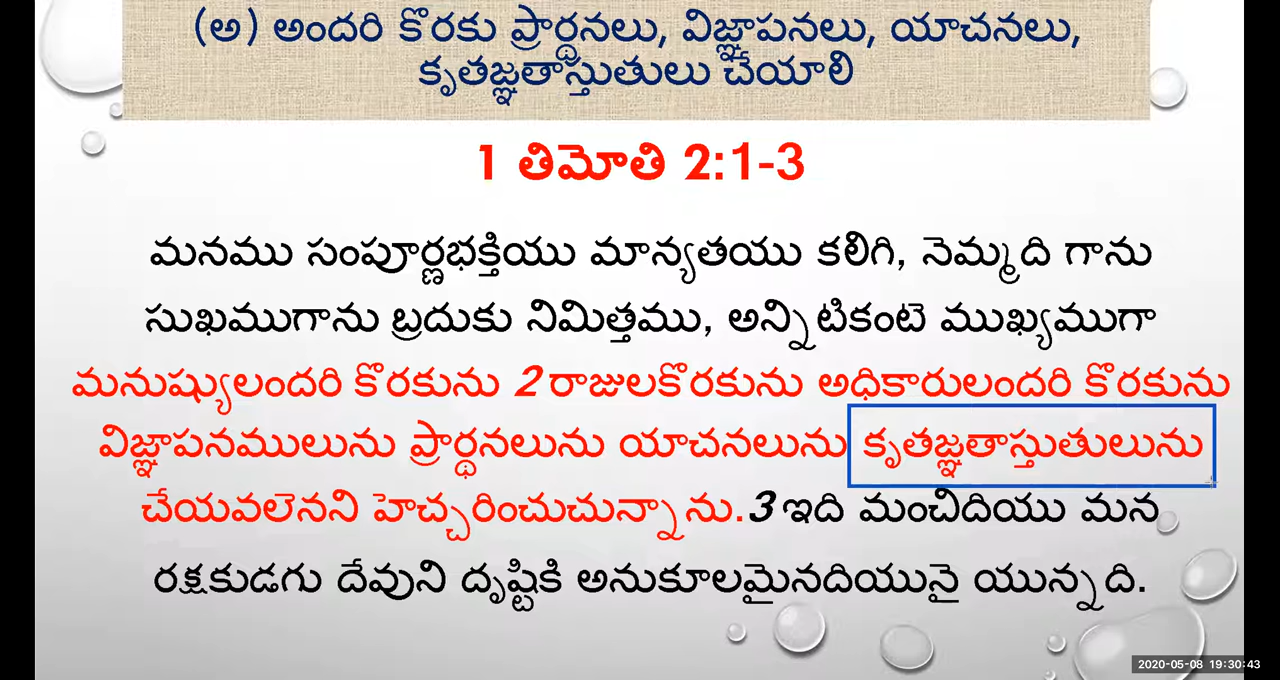 (అ) అందరి కొరకు ప్రార్థనలు, విజ్ఞాపనలు, యాచనలు,
కృతజ్ఞతాస్తుతులు చేయాలి
1 తిమోతి 2:1-3
మనము సంపూర్ణభక్తియు మాన్యతయు కలిగి, నెమ్మది గాను
సుఖముగాను బ్రదుకు నిమిత్తము, అన్నిటికంటె ముఖ్యముగా
మనుష్యులందరి కొరకును 2 రాజులకొరకును అధికారులందరి కొరకును
విజ్ఞాపనములును ప్రార్థనలును యాచనలును కృతజ్ఞతాస్తుతులును
చేయవలెనని హెచ్చరించుచున్నాను.3 ఇది మంచిదియు మన
రక్షకుడగు దేవుని దృష్టికి అనుకూలమైనదియునై యున్నది.
2020-05-08 19:30:43